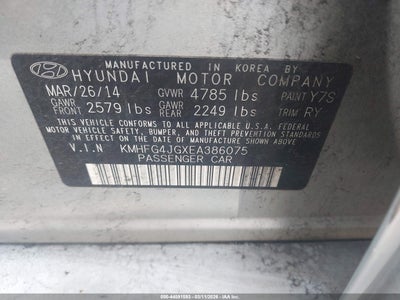 MANUFACTURED IN KOREA BY
HYUNDAI MOTOR COMPANY
MAR/26/14 GVWR 4785 lbs PAINT Y7S
GAWR FRONT 2579 lbs GAWR REAR 2249 lbs TRIM RY
THIS VEHICLE CONFORMS TO ALL APPLICABLE U.S.A. FEDERAL
MOTOR VEHICLE SAFETY, BUMPER, AND THEFT PREVENTION
STANDARDS IN EFFECT ON THE DATE OF MANUFACTURE
SHOWN ABOVE.
V.I.N KMHFG4JGXEA386075
PASSENGER CAR